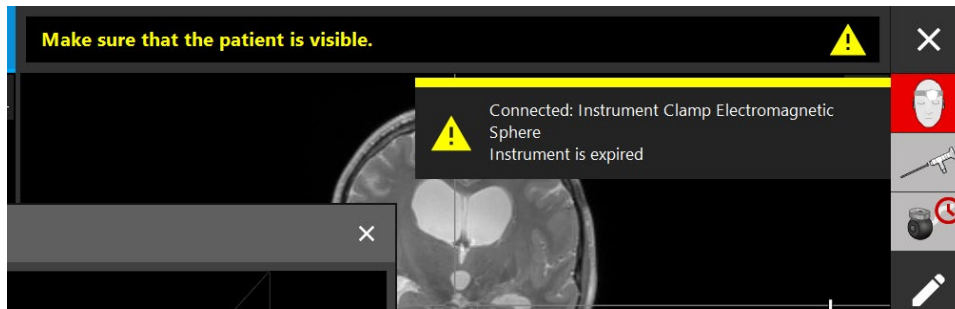 Make sure that the patient is visible.
Connected: Instrument Clamp Electromagnetic
Sphere
Instrument is expired